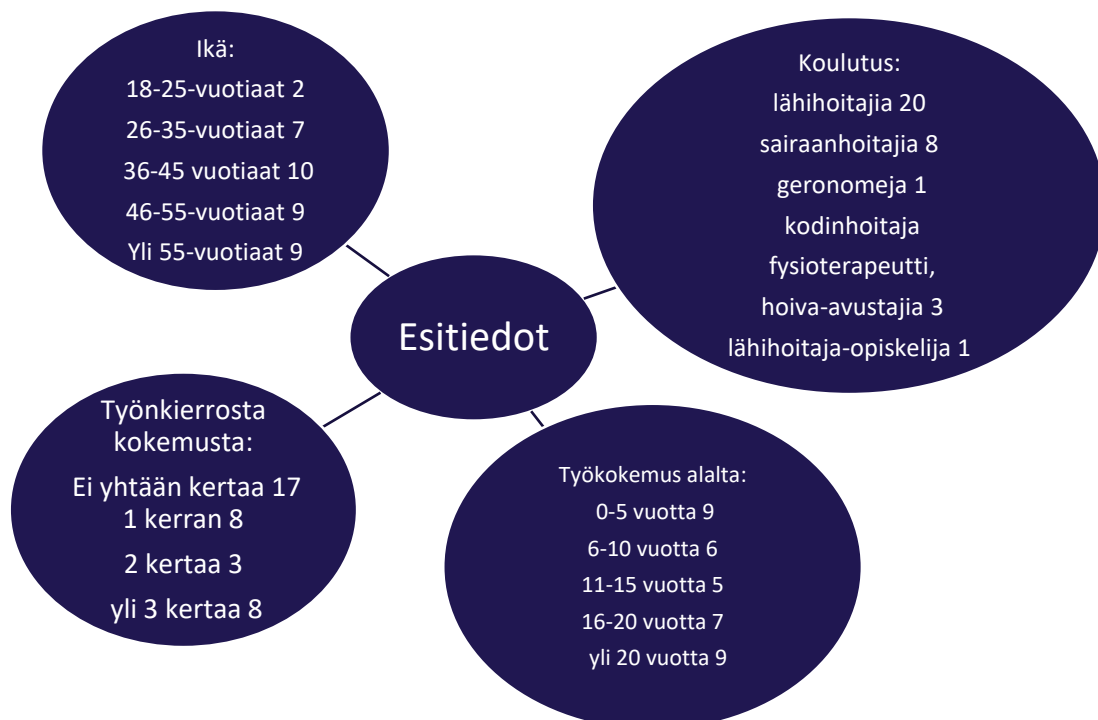 Ikä:
18-25-vuotiaat 2
26-35-vuotiaat 7
36-45 vuotiaat 10
46-55-vuotiaat 9
Yli 55-vuotiaat 9
Koulutus:
lähihoitajia 20
sairaanhoitajia 8
geronomeja 1
kodinhoitaja
fysioterapeutti,
hoiva-avustajia 3
lähihoitaja-opiskelija 1
Esitiedot
Työnkierrosta
kokemusta:
Ei yhtään kertaa 17
1 kerran 8
2 kertaa 3
yli 3 kertaa 8
Työkokemus alalta:
0-5 vuotta 9
6-10 vuotta 6
11-15 vuotta 5
16-20 vuotta 7
yli 20 vuotta 9